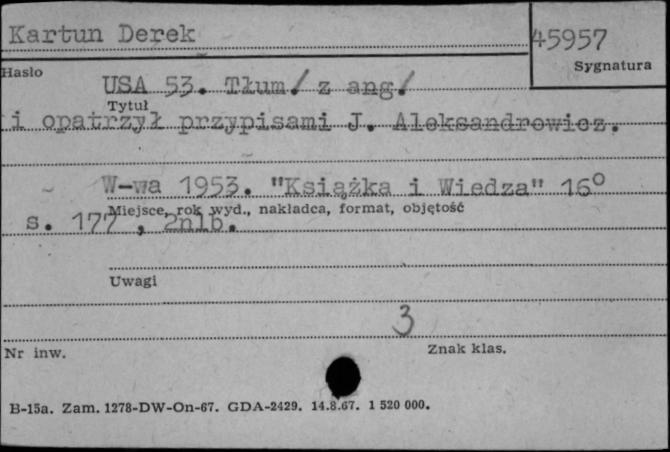 Kartun Derek
45957
Hasło
Sygnatura
USA 53. Tłum/ z ang/
Tytuł
i opatrzył przypisami J. Aleksandrowicz.
W-wa 1953. "Książka i Wiedza" 16°
Miejsce, rok wyd., nakładca, format, objętość
s. 177 , 2nlb.
Uwagi
3
Nr inw.
Znak klas.
B-15a. Zam. 1278-DW-On-67. GDA-2429. 14.8.67. 1 520 000.